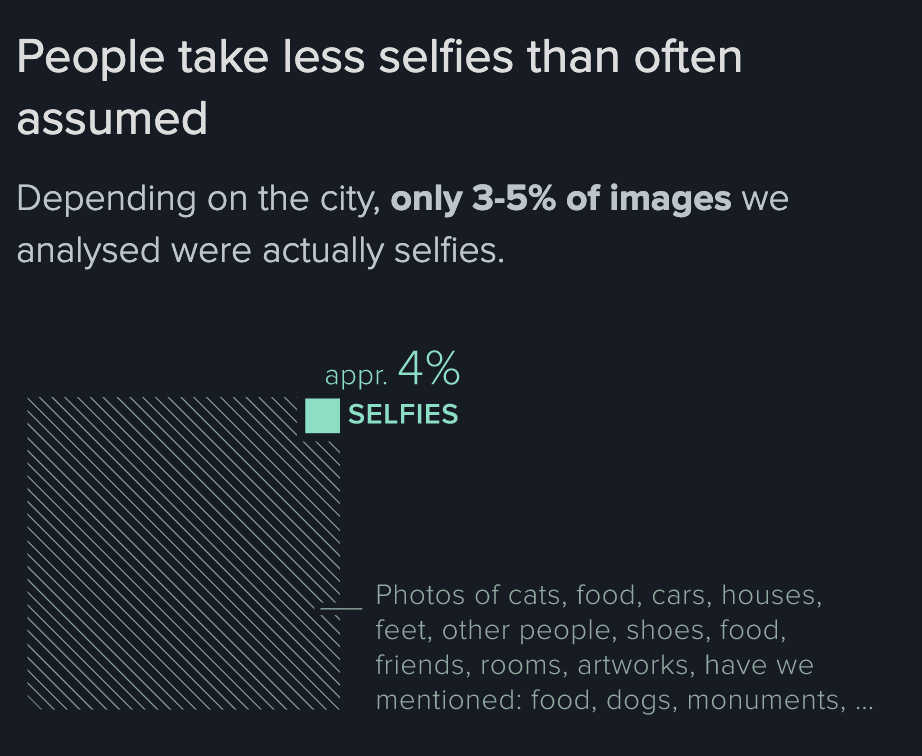 People take less selfies than often
assumed
Depending on the city, only 3-5% of images we
analysed were actually selfies.
appr. 4%
SELFIES
Photos of cats, food, cars, houses,
feet, other people, shoes, food,
friends, rooms, artworks, have we
mentioned: food, dogs, monuments, ...